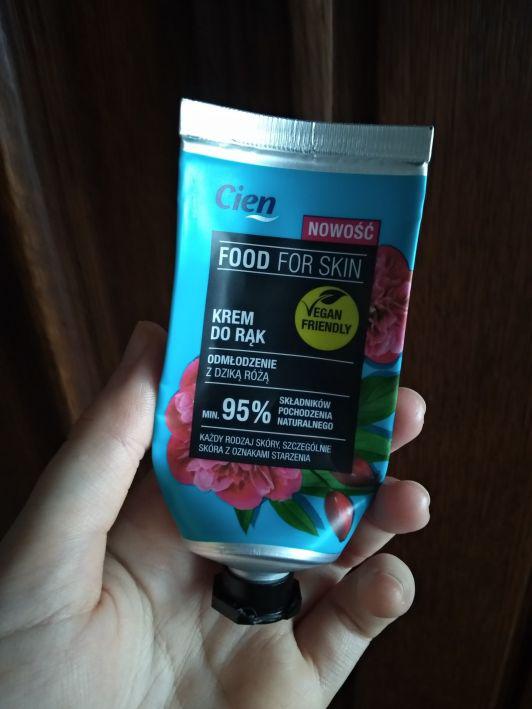 Cien
NOWOŚĆ
FOOD FOR SKIN
VEGAN
FRIENDLY
KREM
DO RĄK
ODMŁODZENIE
Z DZIKĄ RÓŻĄ
MIN. 95% SKŁADNIKÓW
POCHODZENIA
NATURALNEGO
KAŻDY RODZAJ SKÓRY, SZCZEGÓLNIE
SKÓRA Z OZNAKAMI STARZENIA